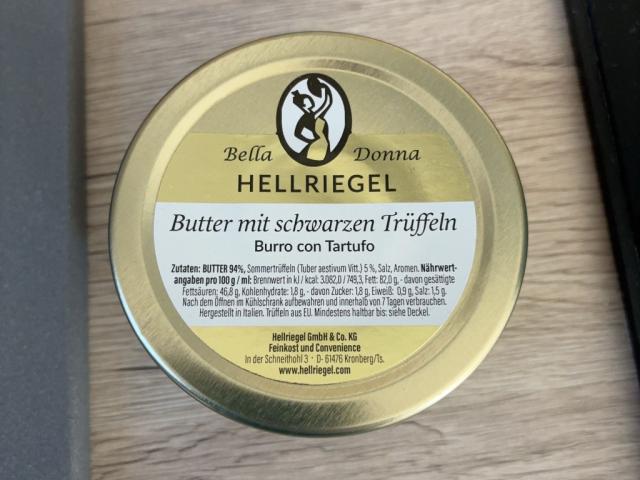 Bella Donna
HELLRIEGEL
Butter mit schwarzen Trüffeln
Burro con Tartufo
Zutaten: BUTTER 94%, Sommertrüffeln (Tuber aestivum Vitt.) 5 %, Salz, Aromen. Nährwert-
angaben pro 100 g / ml: Brennwert in kJ / kcal: 3.082,0 / 749,3, Fett: 82,0 g, - davon gesättigte
Fettsäuren: 46,8 g, Kohlenhydrate: 1,8 g, - davon Zucker: 1,8 g, Eiweiß: 0,9 g, Salz: 1,5 g.
Nach dem Öffnen im Kühlschrank aufbewahren und innerhalb von 7 Tagen verbrauchen.
Hergestellt in Italien. Trüffeln aus EU. Mindestens haltbar bis: siehe Deckel.
Hellriegel GmbH & Co. KG
Feinkost und Convenience
In der Schneithohl 3 · D- 61476 Kronberg/Ts.
www.hellriegel.com